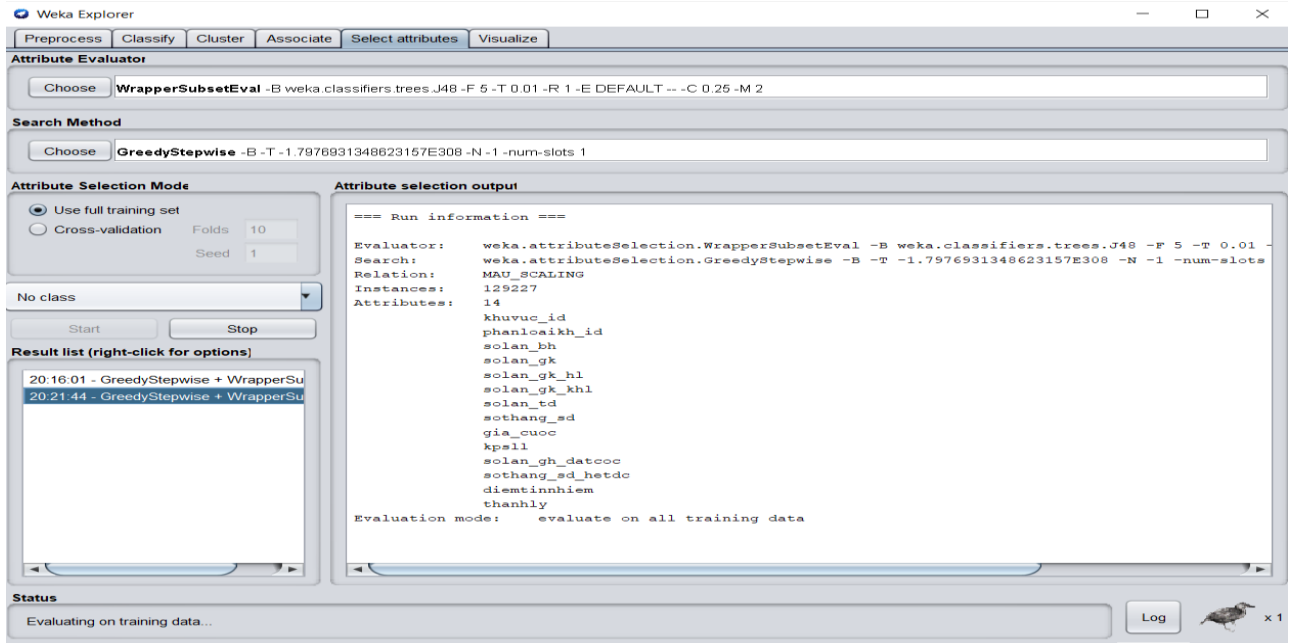 Weka Explorer
Preprocess Classify Cluster Associate Select attributes Visualize
Attribute Evaluator
Choose WrapperSubsetEval -B weka.classifiers.trees.J48 -F 5 -T 0.01 -R 1 -E DEFAULT -- -C 0.25 -M 2
Search Method
Choose GreedyStepwise -B -T -1.7976931348623157E308 -N -1 -num-slots 1
Attribute Selection Mode
Use full training set
Cross-validation Folds 10
Seed 1
No class
Start Stop
Result list (right-click for options)
20:16:01 - GreedyStepwise + WrapperSu
20:21:44 - GreedyStepwise + WrapperSu
Attribute selection output
=== Run information ===
Evaluator: weka.attributeSelection.WrapperSubsetEval -B weka.classifiers.trees.J48 -F 5 -T 0.01 -
Search: weka.attributeSelection.GreedyStepwise -B -T -1.7976931348623157E308 -N -1 -num-slots
Relation: MAU_SCALING
Instances: 129227
Attributes: 14
khuvuc_id
phanloaikh_id
solan_bh
solan_gk
solan_gk_hl
solan_gk_khl
solan_td
sothang_sd
gia_cuoc
kpsll
solan_gh_datcoc
sothang_sd_hetdc
diemtinnhiem
thanhly
Evaluation mode: evaluate on all training data
Status
Evaluating on training data...
Log x 1